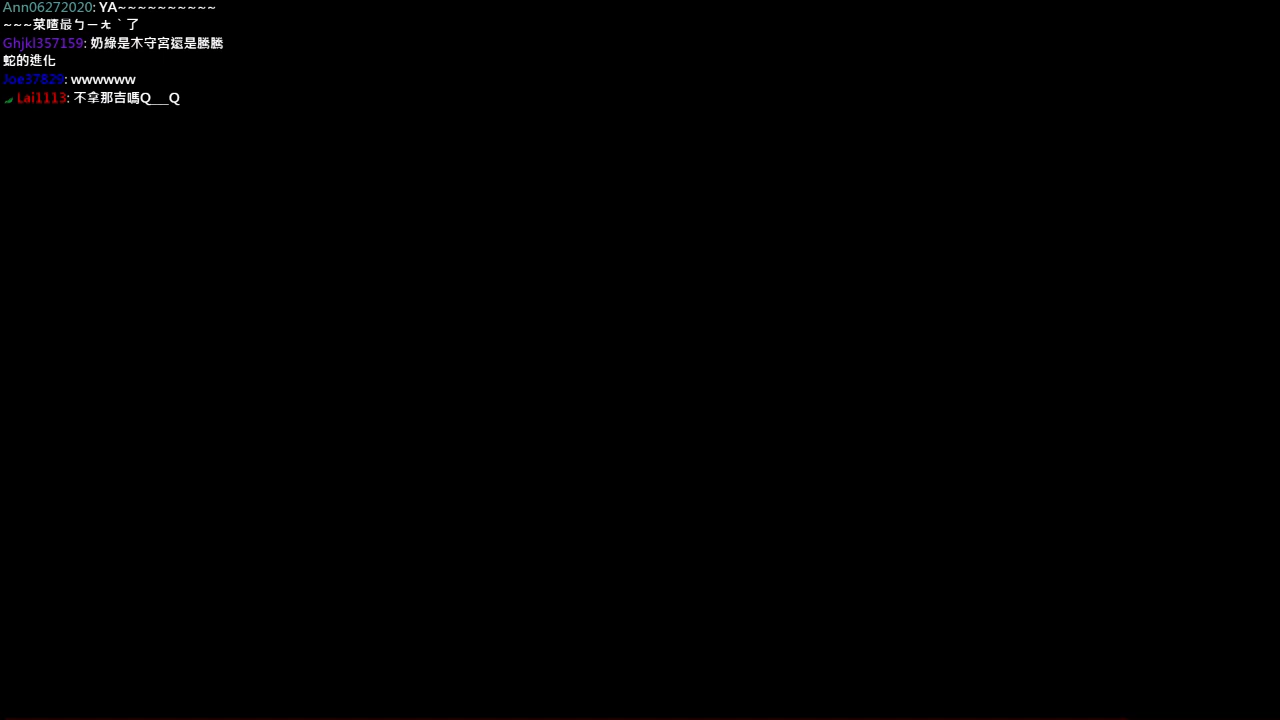 Ann06272020: YA~~~~~~~~~~
~~~菜喳最ㄅㄧㄤˋ了
Ghjkl357159: 奶綠是木守宮還是騰騰
蛇的進化
Joe37829: wwwwww
Lai1113: 不拿那吉嗎Q___Q